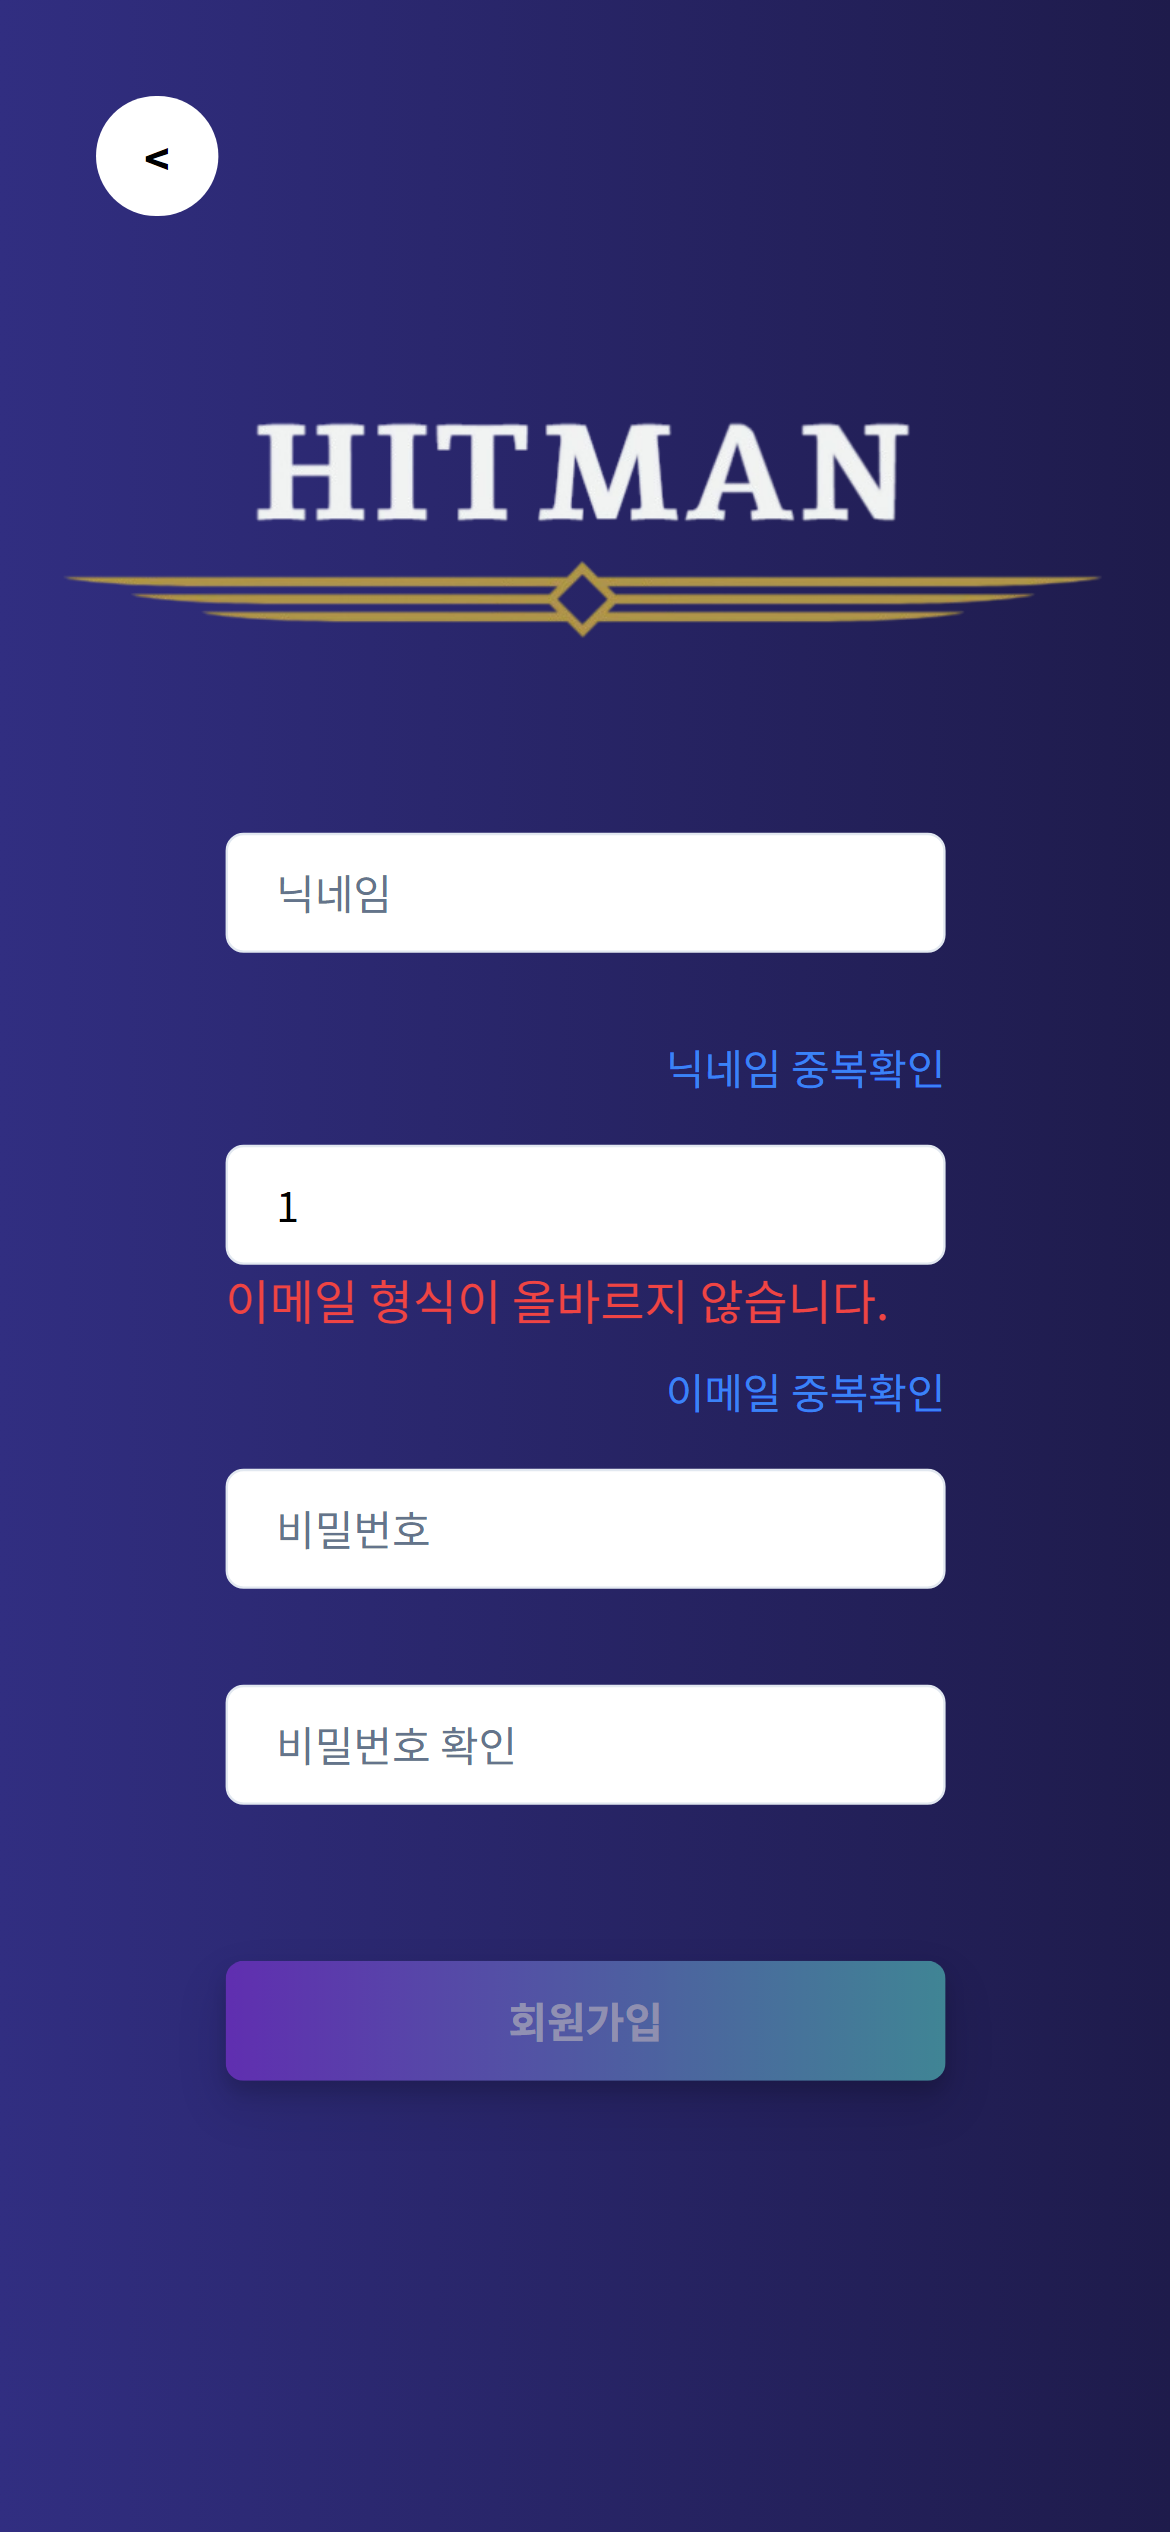 <
HITMAN
닉네임
닉네임 중복확인
1
이메일 형식이 올바르지 않습니다.
이메일 중복확인
비밀번호
비밀번호 확인
회원가입